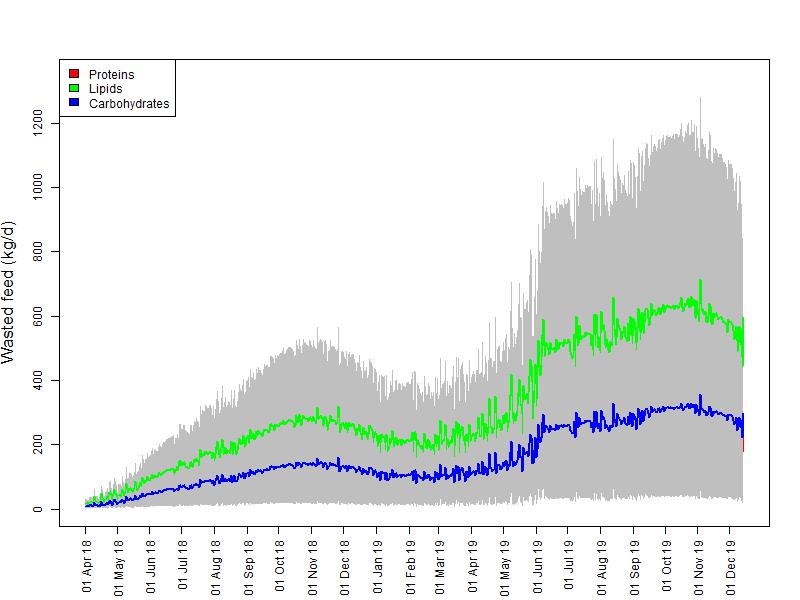 Proteins
Lipids
Carbohydrates
Wasted feed (kg/d)
1200
1000
800
600
400
200
0
01 Apr 18
01 May 18
01 Jun 18
01 Jul 18
01 Aug 18
01 Sep 18
01 Oct 18
01 Nov 18
01 Dec 18
01 Jan 19
01 Feb 19
01 Mar 19
01 Apr 19
01 May 19
01 Jun 19
01 Jul 19
01 Aug 19
01 Sep 19
01 Oct 19
01 Nov 19
01 Dec 19